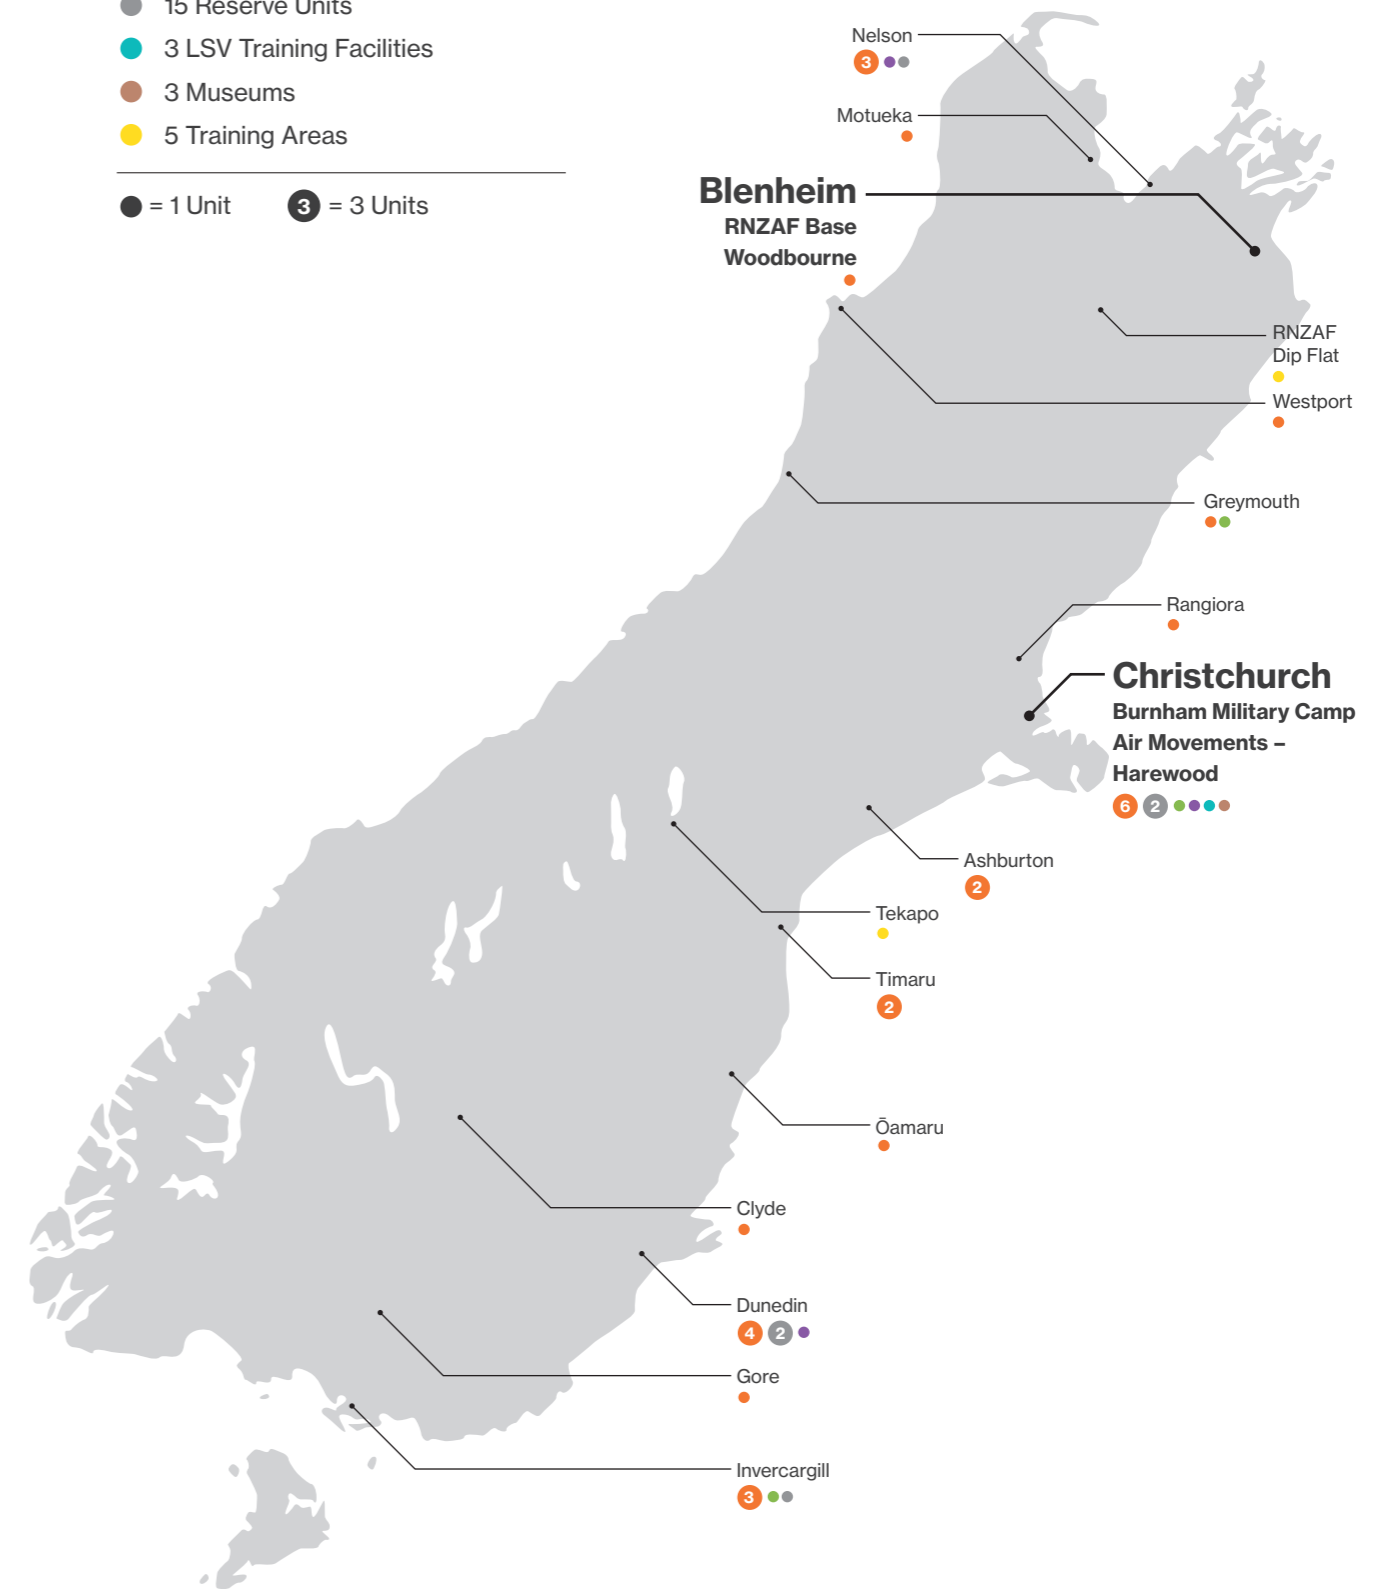 15 Reserve Units
3 LSV Training Facilities
3 Museums
5 Training Areas
= 1 Unit
3 = 3 Units
Nelson
3
Motueka
Blenheim
RNZAF Base
Woodbourne
RNZAF
Dip Flat
Westport
Greymouth
Rangiora
Christchurch
Burnham Military Camp
Air Movements –
Harewood
6 2
Ashburton
2
Tekapo
Timaru
2
Ōamaru
Clyde
Dunedin
4 2
Gore
Invercargill
3